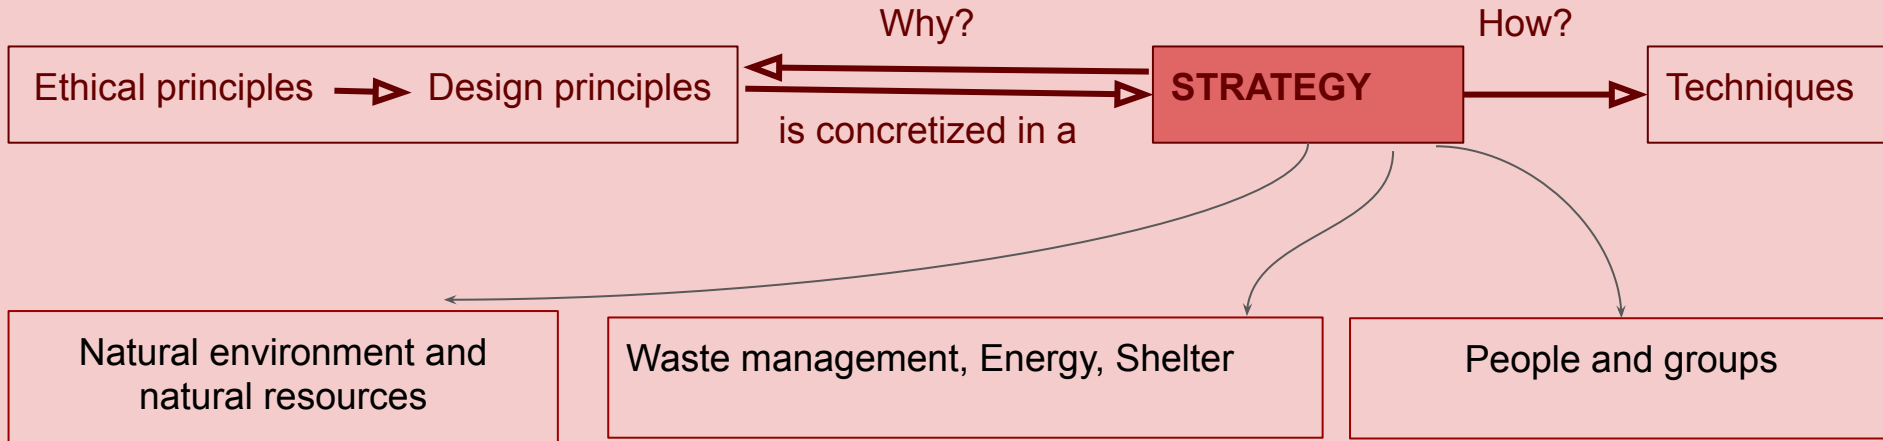 Why?
How?
Ethical principles
Design principles
STRATEGY
Techniques
is concretized in a
Natural environment and
natural resources
Waste management, Energy, Shelter
People and groups